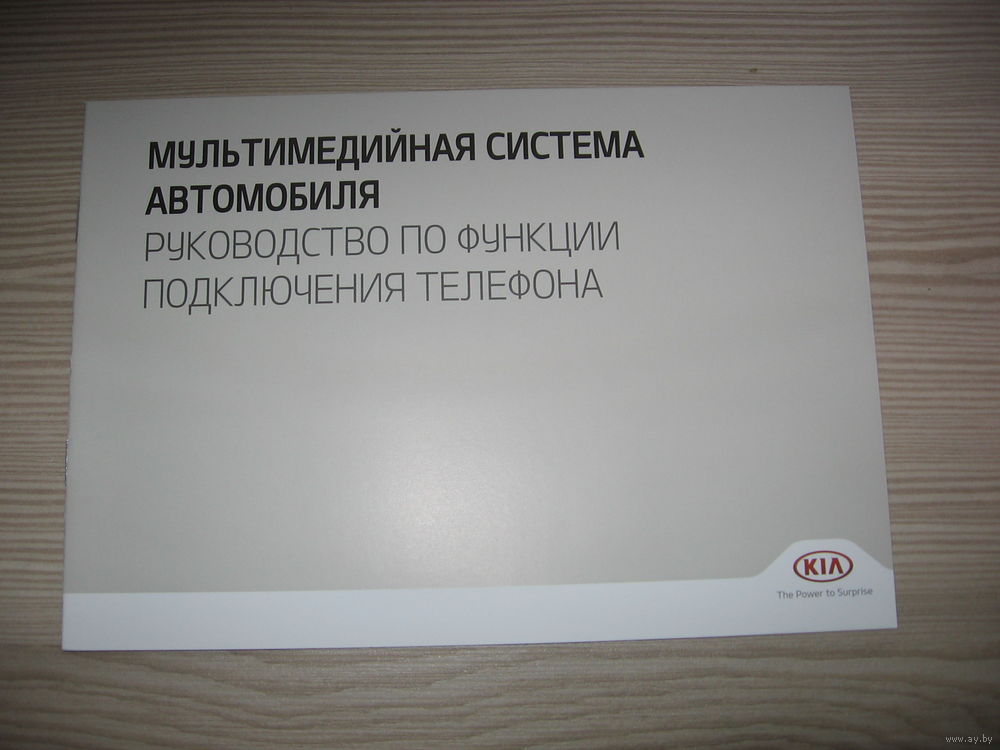 МУЛЬТИМЕДИЙНАЯ СИСТЕМА
АВТОМОБИЛЯ
РУКОВОДСТВО ПО ФУНКЦИИ
ПОДКЛЮЧЕНИЯ ТЕЛЕФОНА
KIA
The Power to Surprise
www.ay.by